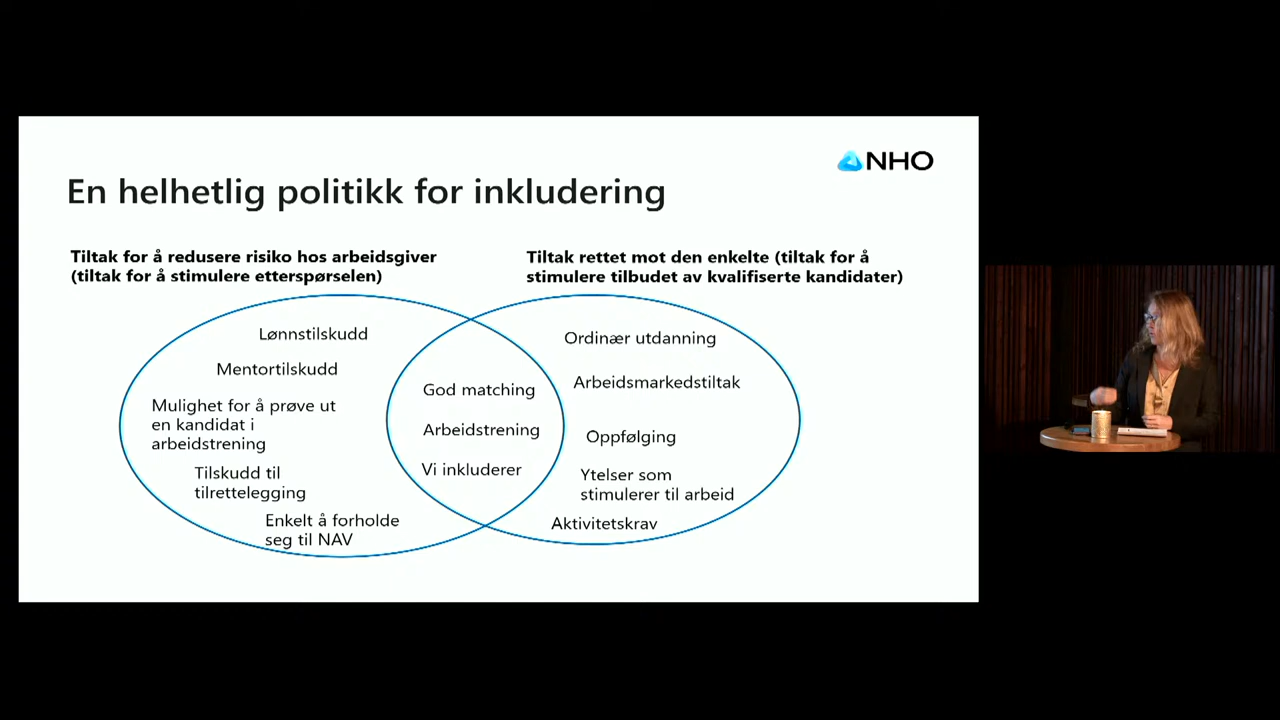 NHO
En helhetlig politikk for inkludering
Tiltak for å redusere risiko hos arbeidsgiver
(tiltak for å stimulere etterspørselen)
Lønnstilskudd
Mentortilskudd
Mulighet for å prøve ut
en kandidat i
arbeidstrening
Tilskudd til
tilrettelegging
Enkelt å forholde
seg til NAV
God matching
Arbeidstrening
Vi inkluderer
Tiltak rettet mot den enkelte (tiltak for å
stimulere tilbudet av kvalifiserte kandidater)
Ordinær utdanning
Arbeidsmarkedstiltak
Oppfølging
Ytelser som
stimulerer til arbeid
Aktivitetskrav